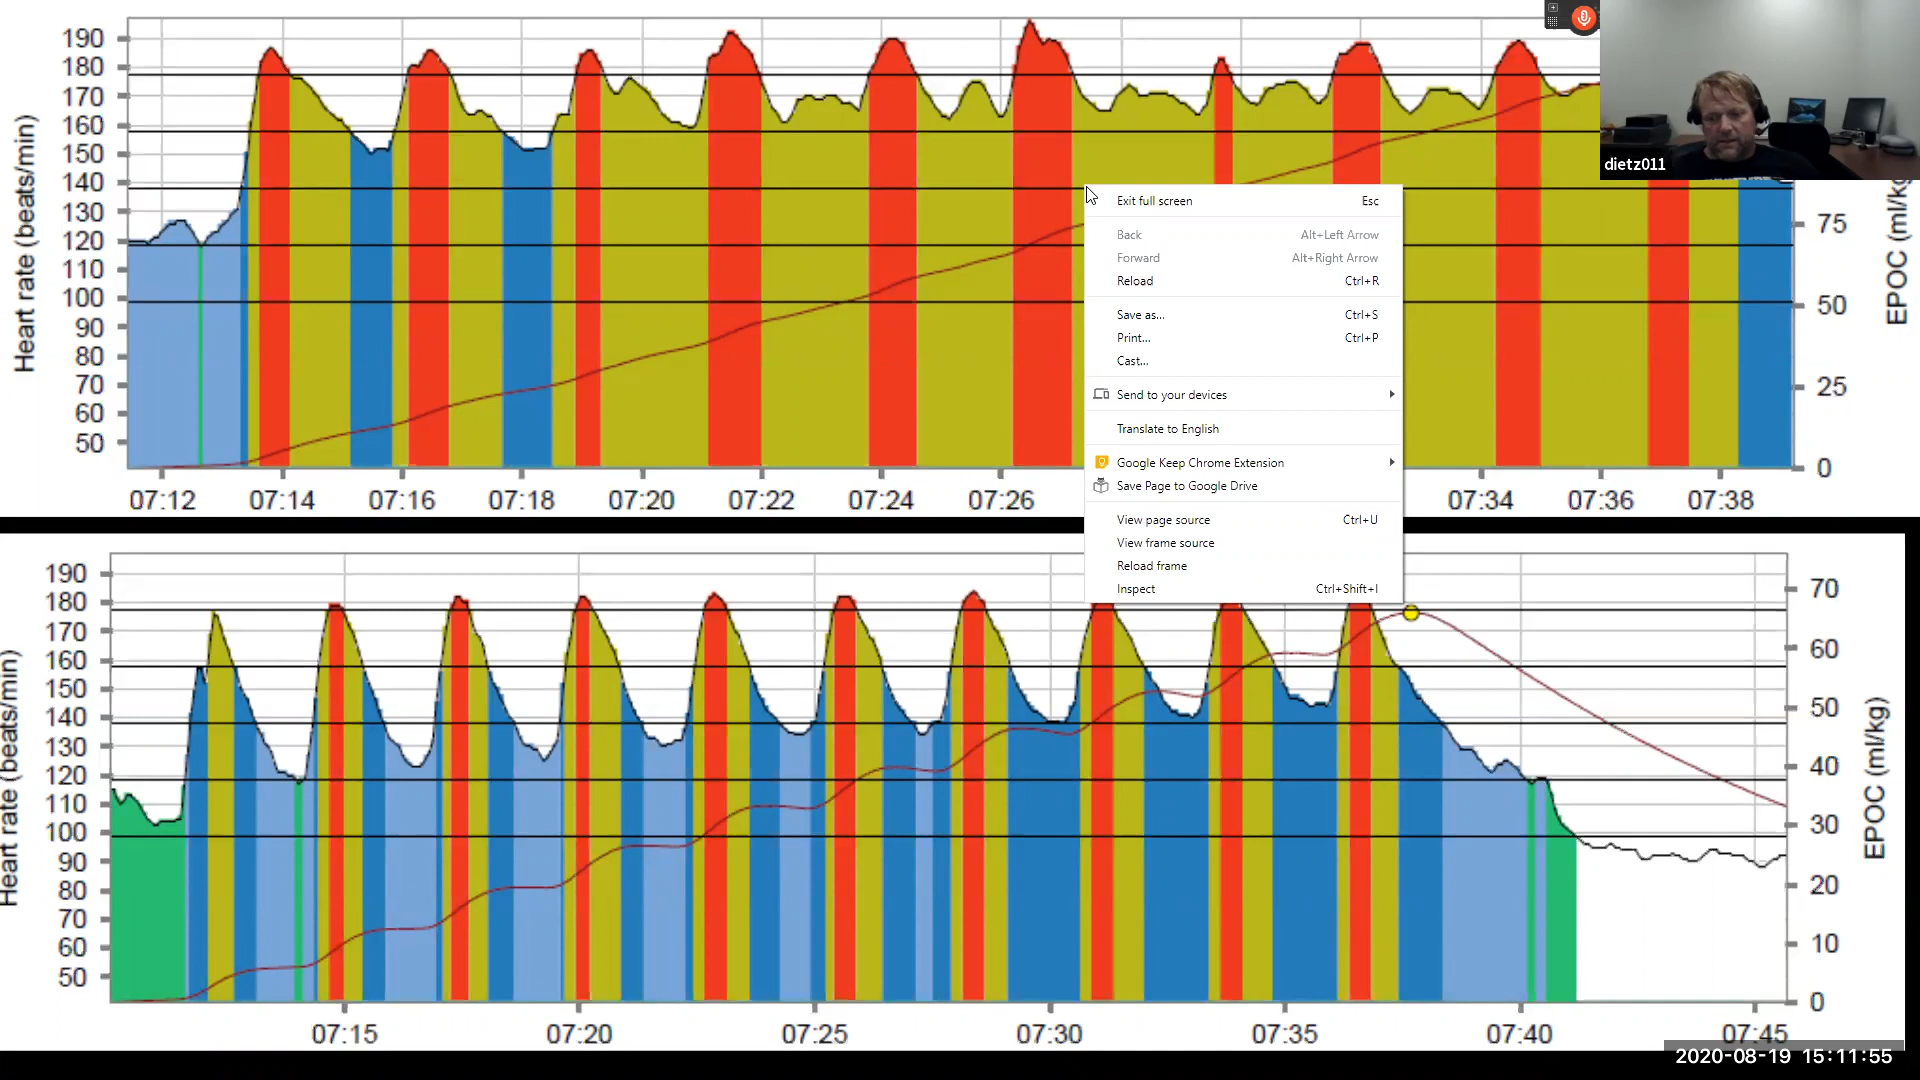 190
180
170
160
150
140
130
120
110
100
90
80
70
60
50
Heart rate (beats/min)
07:12 07:14 07:16 07:18 07:20 07:22 07:24 07:26 07:34 07:36 07:38
75
50
25
0
EPOC (ml/kg
dietz011
Exit full screen Esc
Back Alt+Left Arrow
Forward Alt+Right Arrow
Reload Ctrl+R
Save as... Ctrl+S
Print... Ctrl+P
Cast...
Send to your devices
Translate to English
Google Keep Chrome Extension
Save Page to Google Drive
View page source Ctrl+U
View frame source
Reload frame
Inspect Ctrl+Shift+I
190
180
170
160
150
140
130
120
110
100
90
80
70
60
50
Heart rate (beats/min)
07:15 07:20 07:25 07:30 07:35 07:40 07:45
70
60
50
40
30
20
10
0
EPOC (ml/kg)
2020-08-19 15:11:55